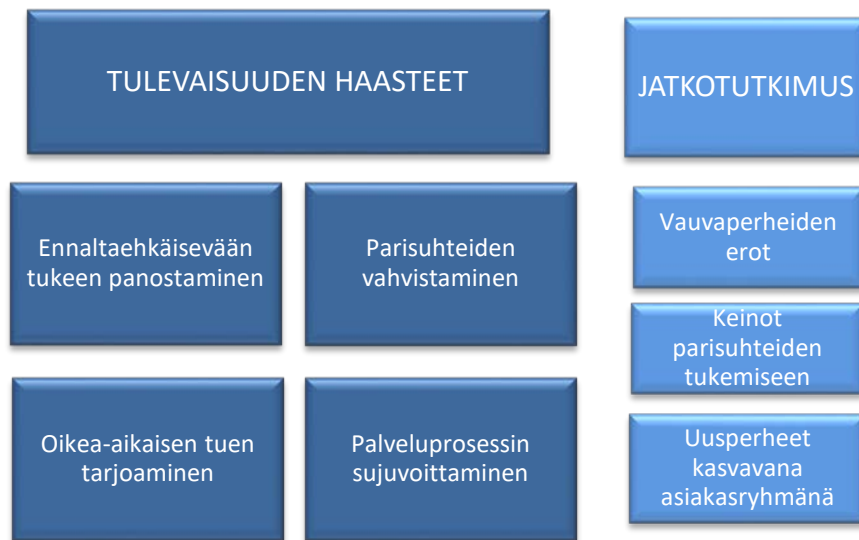 TULEVAISUUDEN HAASTEET
Ennaltaehkäisevään
tukeen panostaminen
Parisuhteiden
vahvistaminen
Oikea-aikaisen tuen
tarjoaminen
Palveluprosessin
sujuvoittaminen
JATKOTUTKIMUS
Vauvaperheiden
erot
Keinot
parisuhteiden
tukemiseen
Uusperheet
kasvavana
asiakasryhmänä